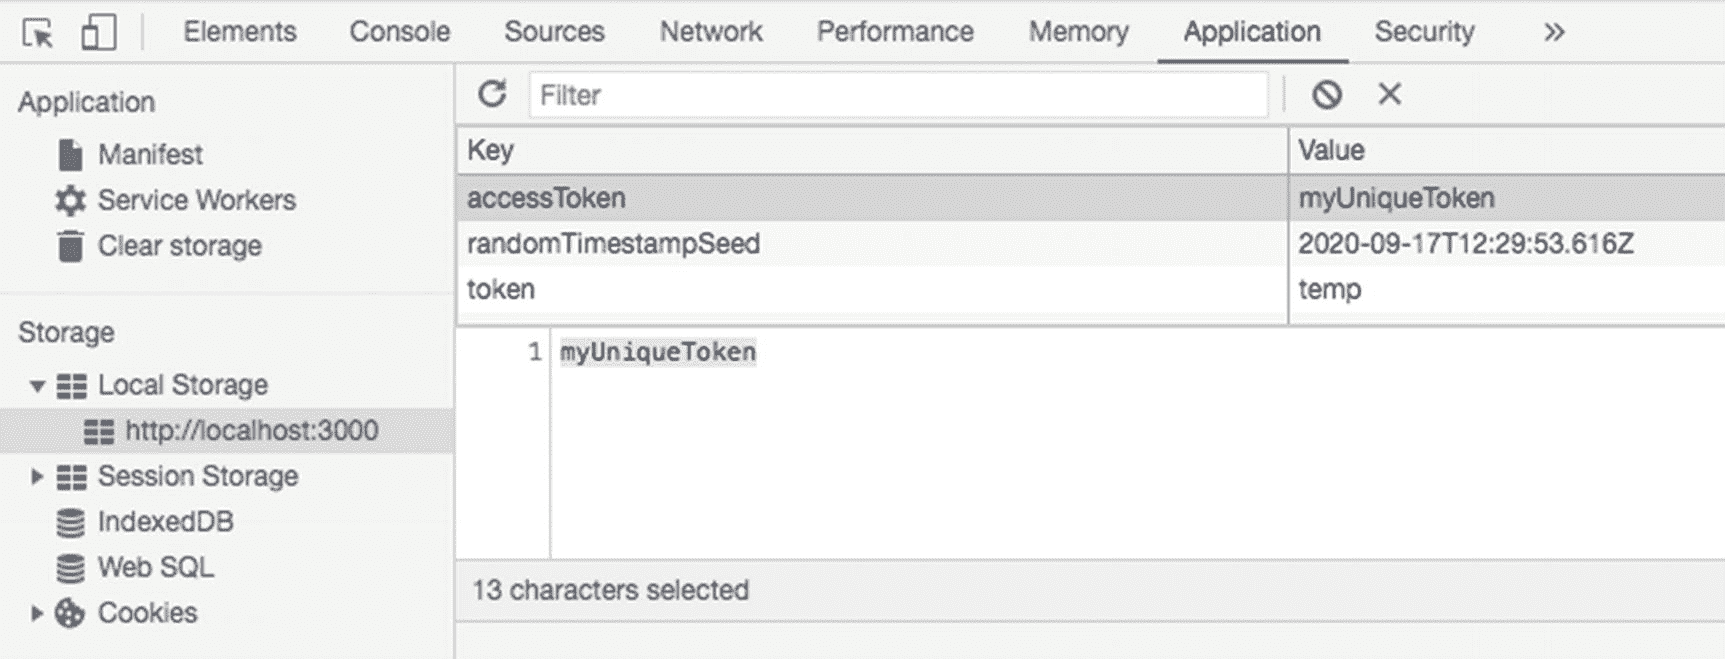 Elements Console Sources Network Performance Memory Application Security »
Application
Manifest
Service Workers
Clear storage
Storage
Local Storage
http://localhost:3000
Session Storage
IndexedDB
Web SQL
Cookies
Filter
Key Value
accessToken myUniqueToken
randomTimestampSeed 2020-09-17T12:29:53.616Z
token temp
1 myUniqueToken
13 characters selected